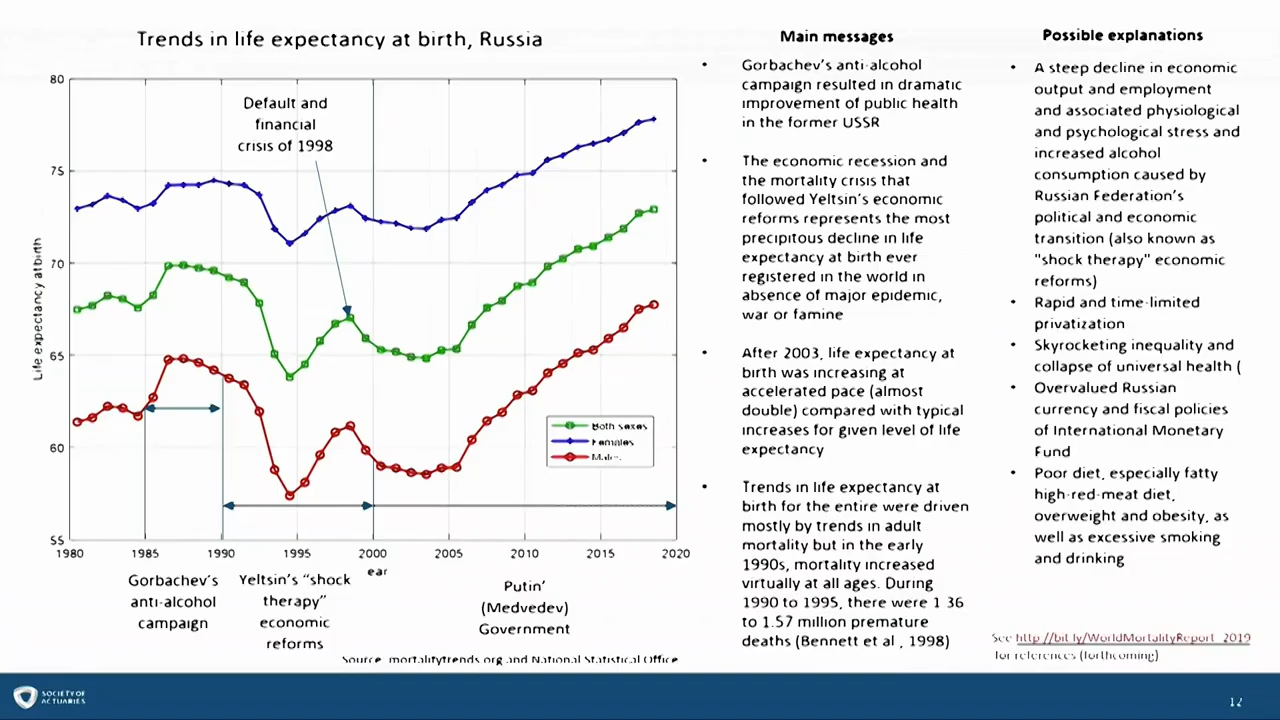 Trends in life expectancy at birth, Russia
Default and
financial
crisis of 1998
Life expectancy at birth
80
75
70
65
60
55
1980
1985
1990
1995
2000
2005
2010
2015
2020
ear
Both sexes
Females
Gorbachev's
anti-alcohol
campaign
Yeltsin's "shock
therapy"
economic
reforms
Putin'
(Medvedev)
Government
Source mortalitytrends.org and National Statistical Office
Main messages
• Gorbachev's anti-alcohol
campaign resulted in dramatic
improvement of public health
in the former USSR
• The economic recession and
the mortality crisis that
followed Yeltsin's economic
reforms represents the most
precipitous decline in life
expectancy at birth ever
registered in the world in
absence of major epidemic,
war or famine
• After 2003, life expectancy at
birth was increasing at
accelerated pace (almost
double) compared with typical
increases for given level of life
expectancy
• Trends in life expectancy at
birth for the entire were driven
mostly by trends in adult
mortality but in the early
1990s, mortality increased
virtually at all ages. During
1990 to 1995, there were 1 36
to 1.57 million premature
deaths (Bennett et al , 1998)
Possible explanations
• A steep decline in economic
output and employment
and associated physiological
and psychological stress and
increased alcohol
consumption caused by
Russian Federation's
political and economic
transition (also known as
"shock therapy" economic
reforms)
• Rapid and time-limited
privatization
• Skyrocketing inequality and
collapse of universal health (
• Overvalued Russian
currency and fiscal policies
of International Monetary
Fund
• Poor diet, especially fatty
high-red-meat diet,
overweight and obesity, as
well as excessive smoking
and drinking
See http://bit.ly/WorldMortalityReport_2019
for references (forthcoming)
SOCIETY OF
ACTUARIES
12